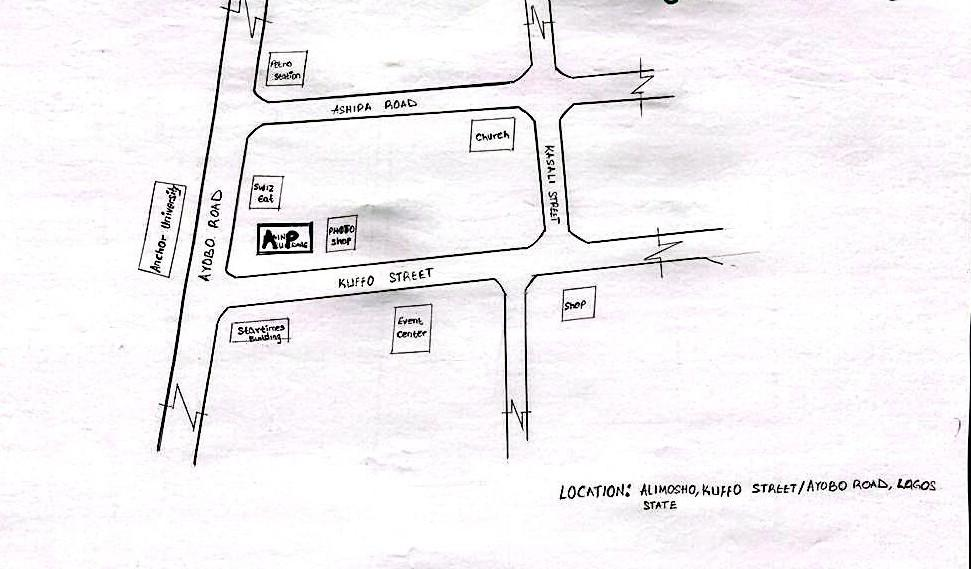 Petro
Station
ASHIPA ROAD
Church
KASALI STREET
Swiz
Eat
Anchor University
AYOBO ROAD
PHOTO
Shop
KUFFO STREET
Shop
Startimes
Building
Event
Center
LOCATION: ALIMOSHO, KUFFO STREET/AYOBO ROAD, LAGOS
STATE